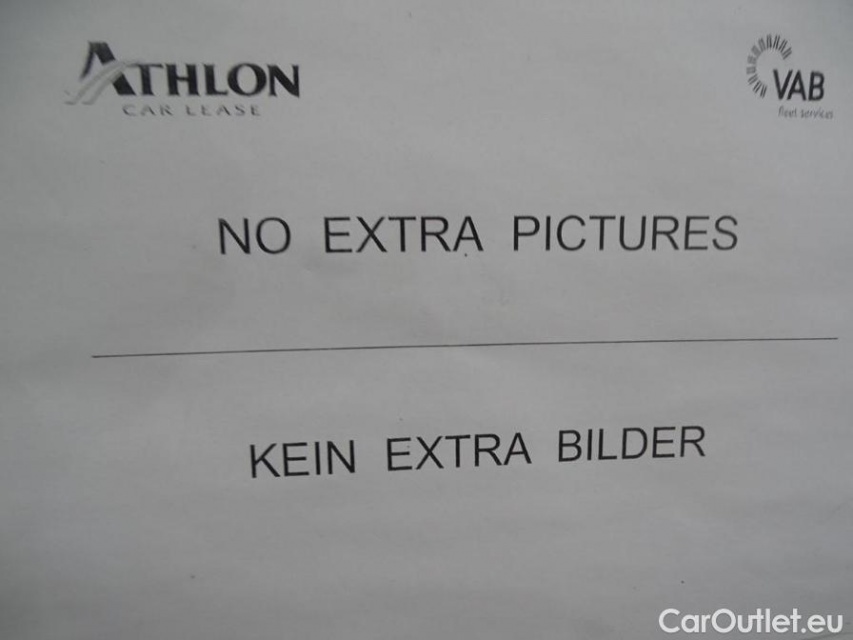 ATHLON
CAR LEASE
VAB
fleet services
NO EXTRA PICTURES
KEIN EXTRA BILDER
CarOutlet.eu